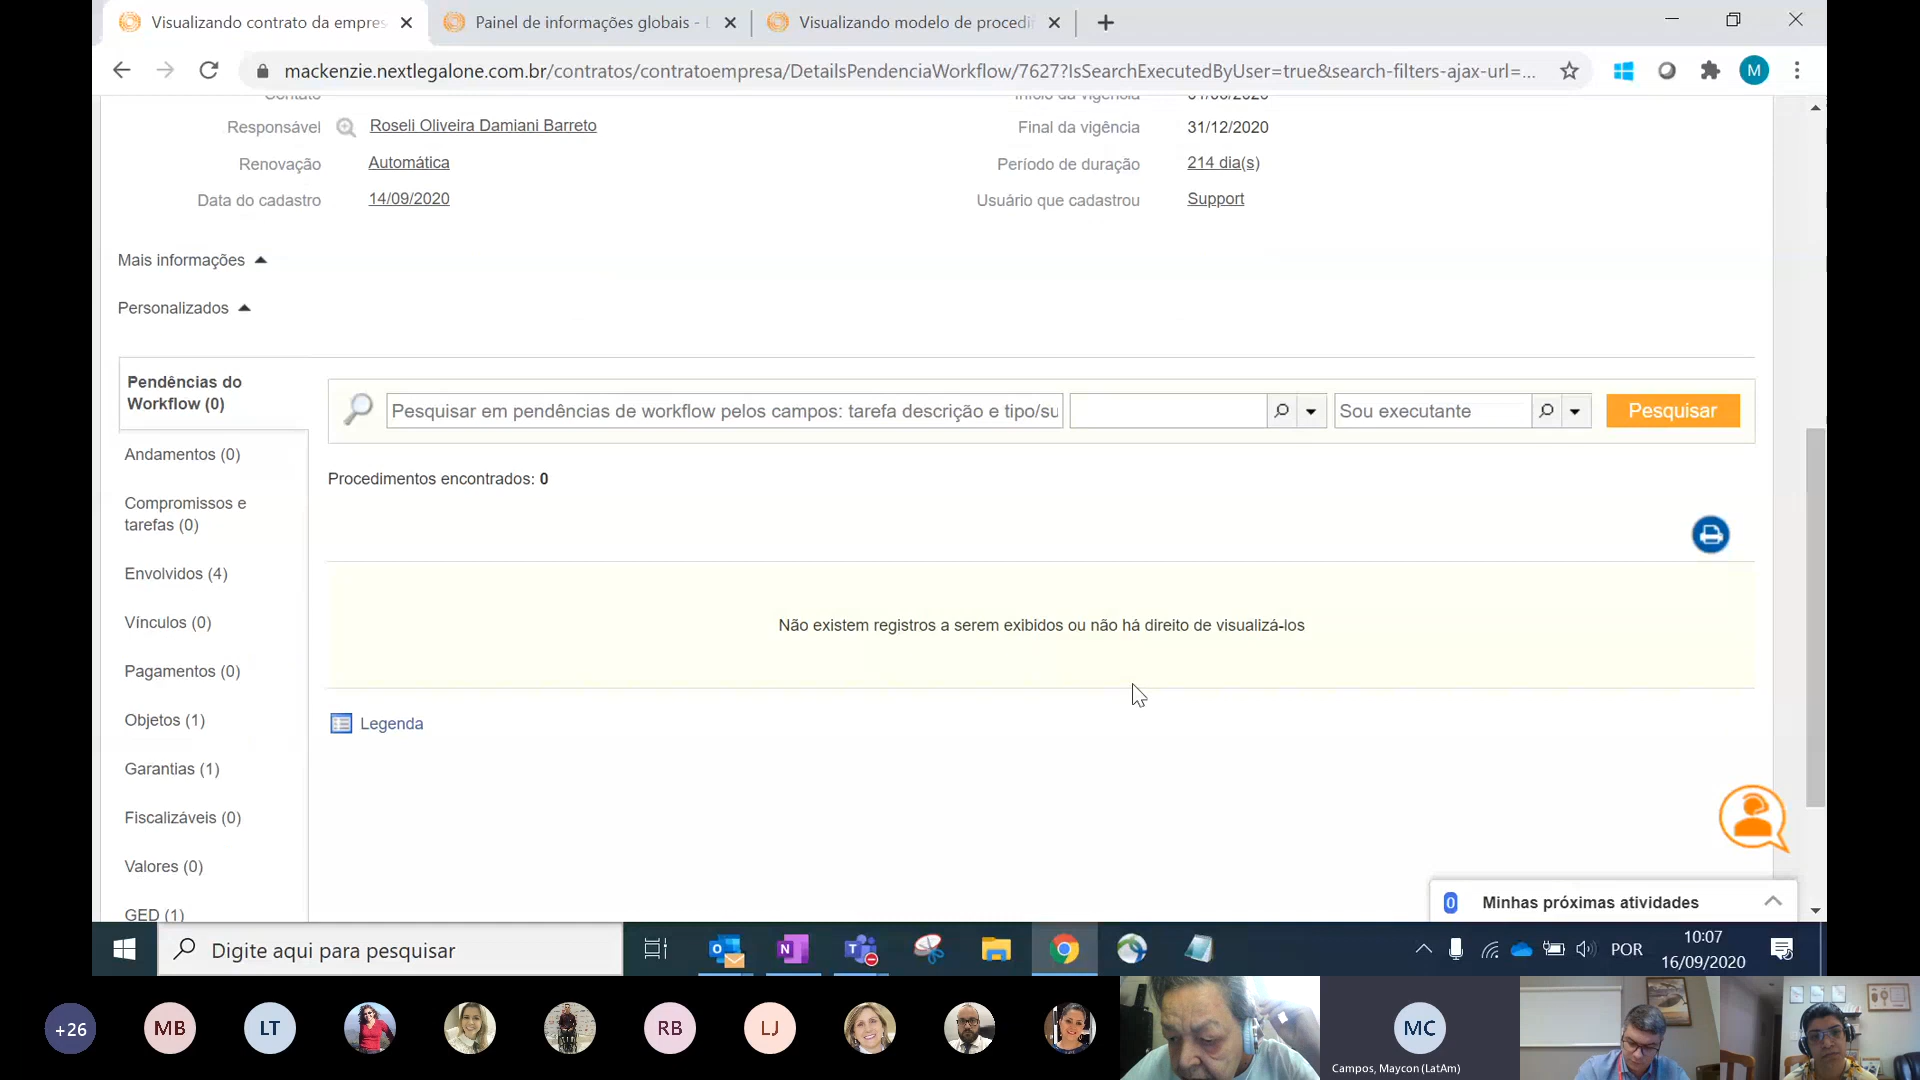 Visualizando contrato da empres
Painel de informações globais - L
Visualizando modelo de procedi
mackenzie.nextlegalone.com.br/contratos/contratoempresa/DetailsPendenciaWorkflow/7627?IsSearchExecutedByUser=true&search-filters-ajax-url=...
M
Contato
Início da vigência
Responsável
Roseli Oliveira Damiani Barreto
Final da vigência
31/12/2020
Renovação
Automática
Período de duração
214 dia(s)
Data do cadastro
14/09/2020
Usuário que cadastrou
Support
Mais informações
Personalizados
Pendências do
Workflow (0)
Pesquisar em pendências de workflow pelos campos: tarefa descrição e tipo/su
Sou executante
Pesquisar
Andamentos (0)
Procedimentos encontrados: 0
Compromissos e
tarefas (0)
Envolvidos (4)
Vínculos (0)
Não existem registros a serem exibidos ou não há direito de visualizá-los
Pagamentos (0)
Objetos (1)
Legenda
Garantias (1)
Fiscalizáveis (0)
Valores (0)
GED (1)
0
Minhas próximas atividades
Digite aqui para pesquisar
POR
10:07
16/09/2020
+26
MB
LT
RB
LJ
MC
Campos, Maycon (LatAm)